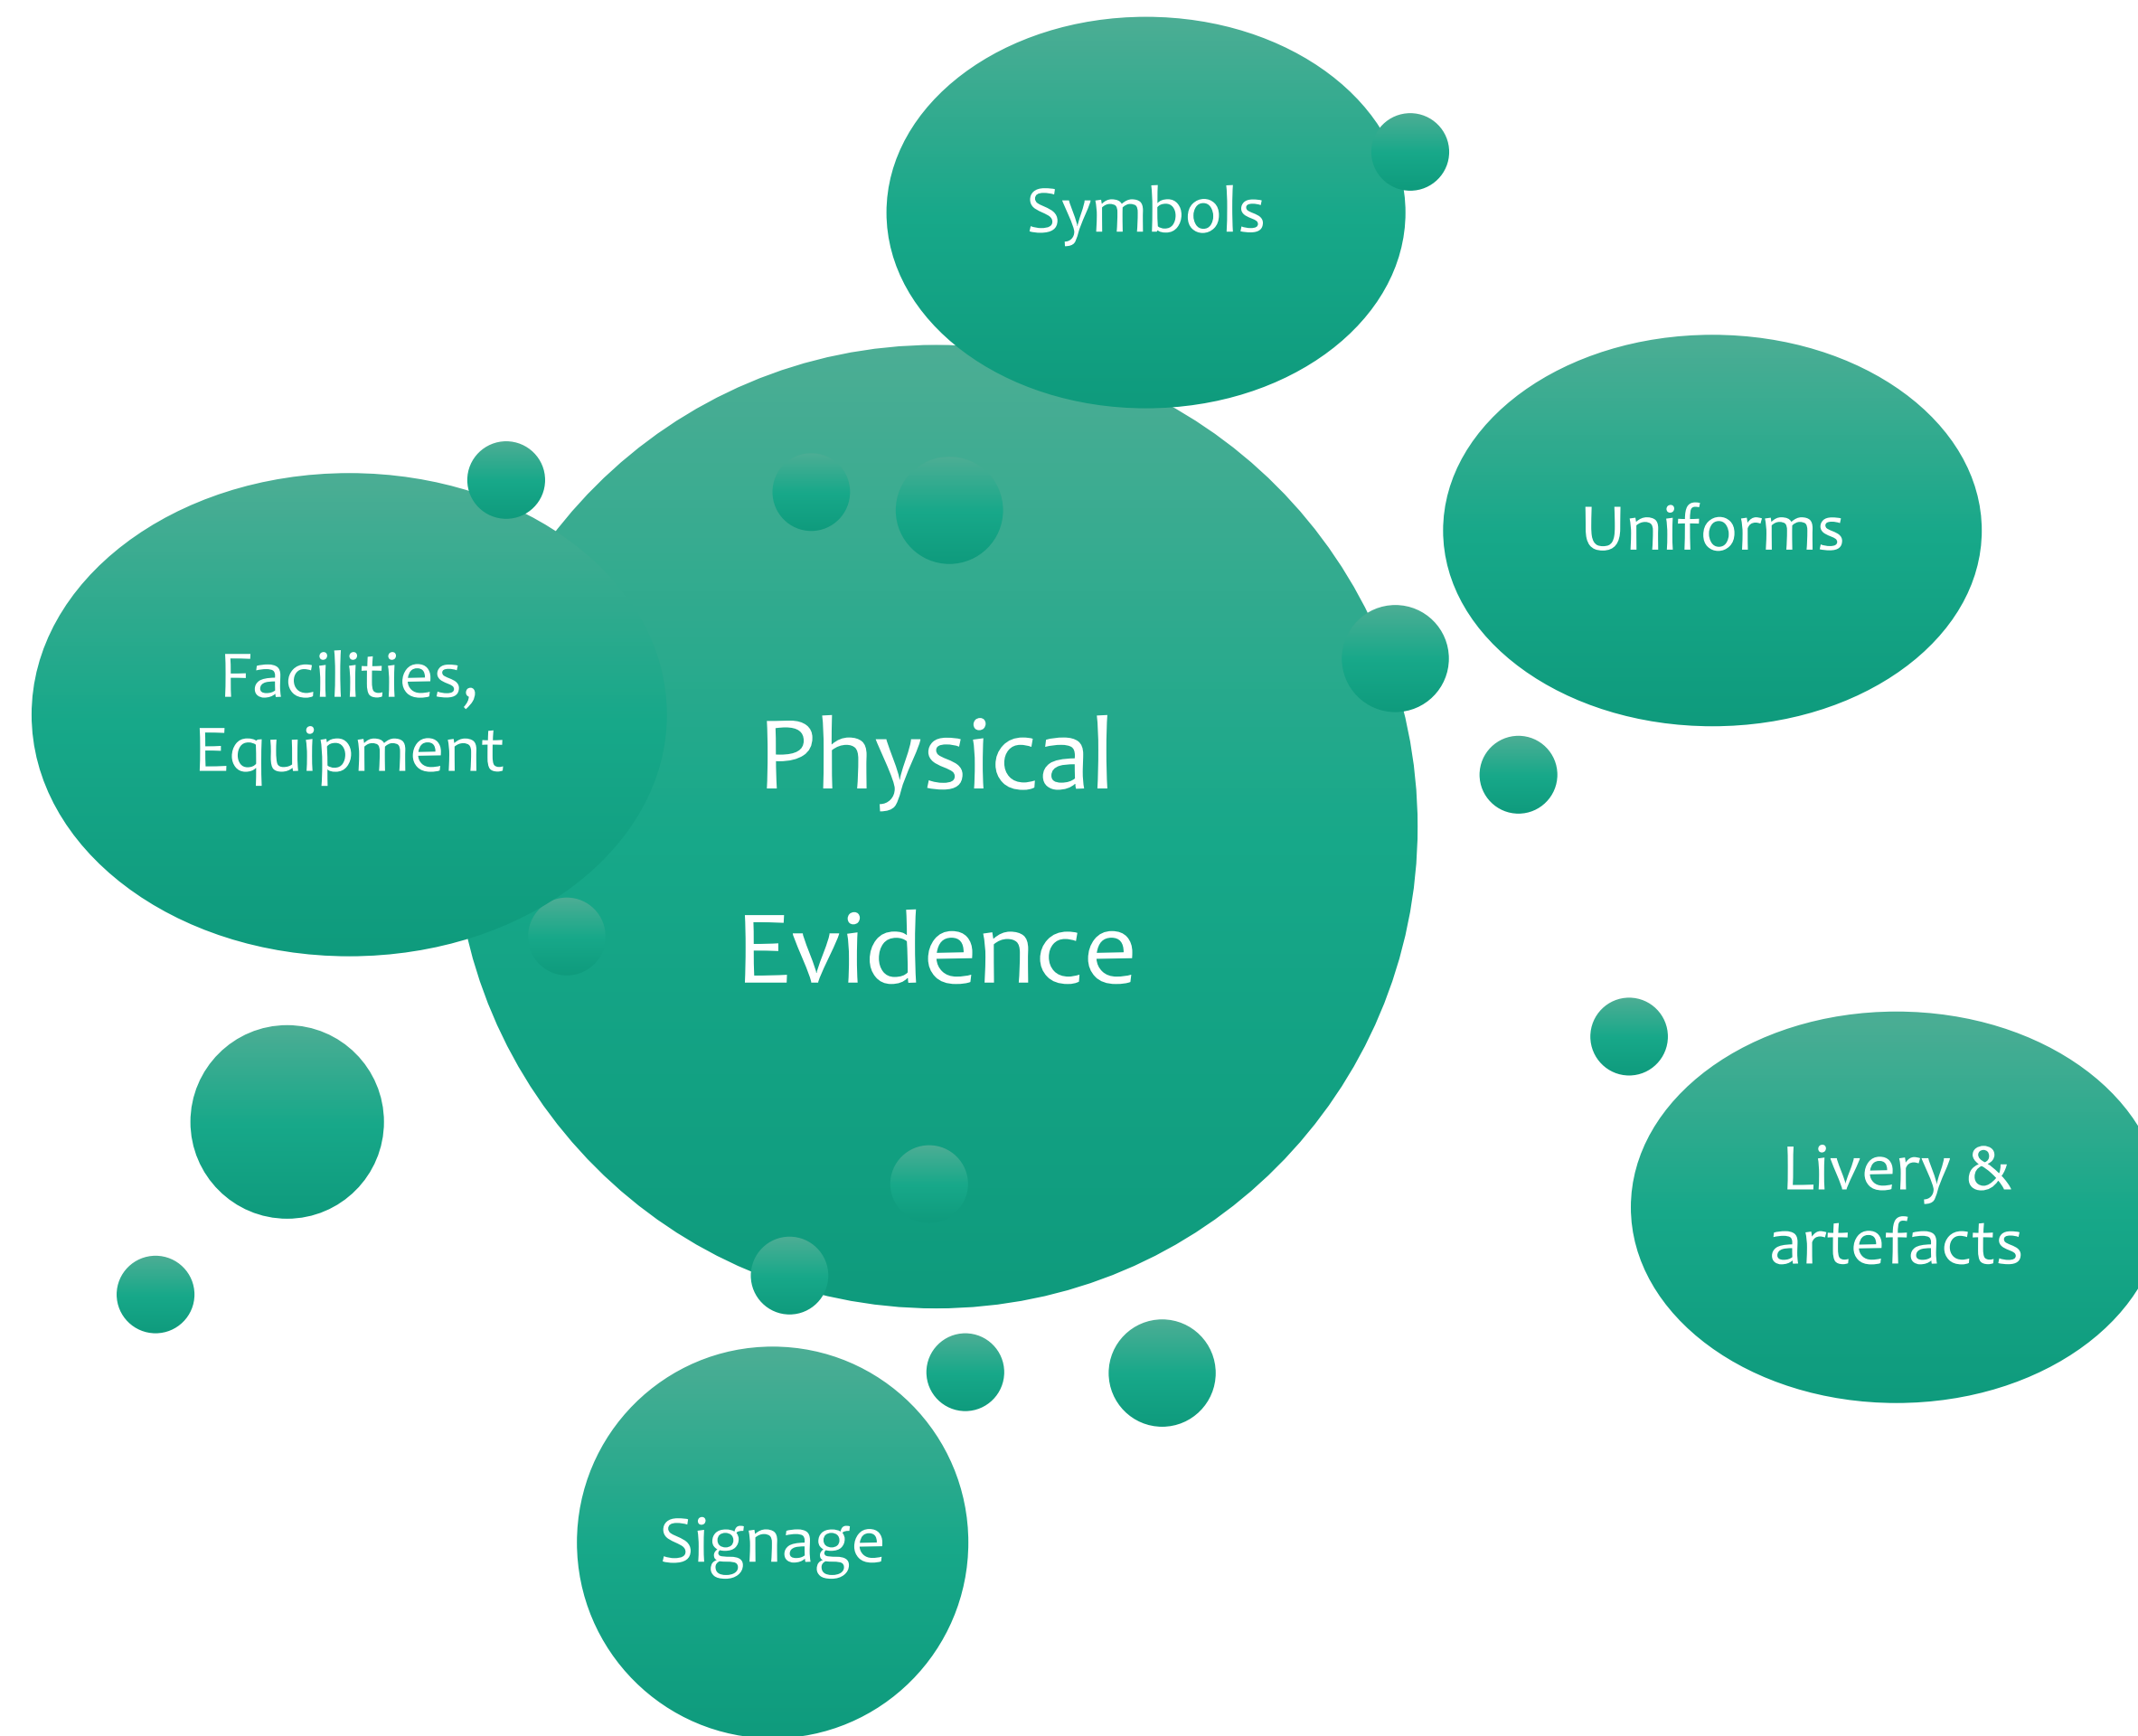 Symbols
Uniforms
Facilities,
Equipment
Physical
Evidence
Livery &
artefacts
Signage